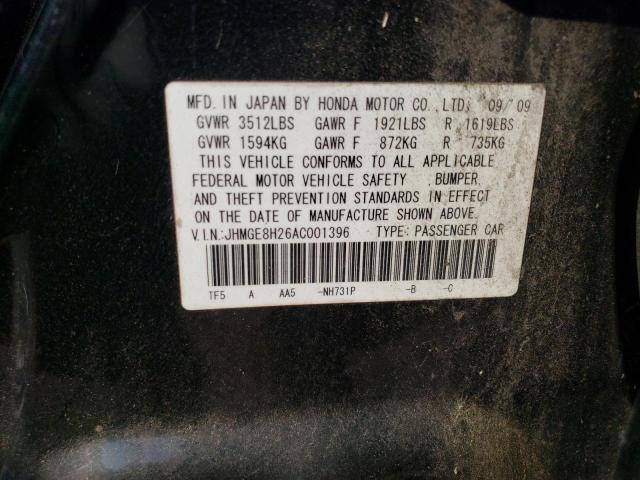 MFD. IN JAPAN BY HONDA MOTOR CO.,LTD. 09/09
GVWR 3512LBS GAWR F 1921LBS R 1619LBS
GVWR 1594KG GAWR F 872KG R 735KG
THIS VEHICLE CONFORMS TO ALL APPLICABLE
FEDERAL MOTOR VEHICLE SAFETY ,BUMPER,
AND THEFT PREVENTION STANDARDS IN EFFECT
ON THE DATE OF MANUFACTURE SHOWN ABOVE.
V.I.N.:JHMGE8H26AC001396 TYPE: PASSENGER CAR
TF5 A AA5 -NH731P -B -C